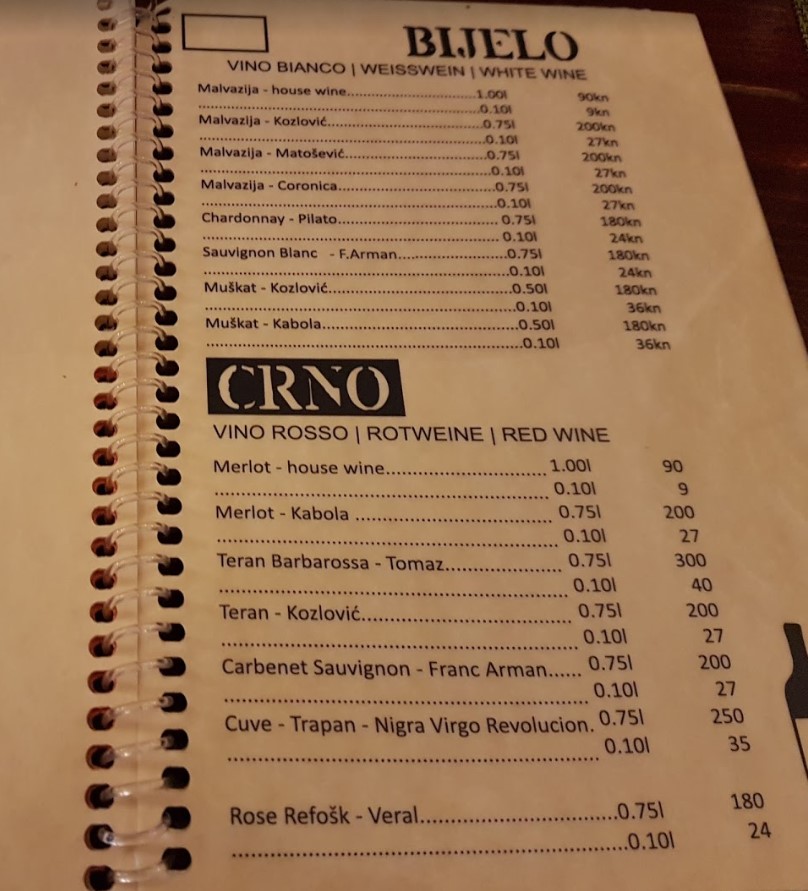 BIJELO
VINO BIANCO | WEISSWEIN | WHITE WINE
Malvazija - house wine..............................1.00l 90kn
..............................0.10l 9kn
Malvazija - Kozlović..............................0.75l 200kn
..............................0.10l 27kn
Malvazija - Matošević..............................0.75l 200kn
..............................0.10l 27kn
Malvazija - Coronica..............................0.75l 200kn
..............................0.10l 27kn
Chardonnay - Pilato..............................0.75l 180kn
..............................0.10l 24kn
Sauvignon Blanc - F.Arman..............................0.75l 180kn
..............................0.10l 24kn
Muškat - Kozlović..............................0.50l 180kn
..............................0.10l 36kn
Muškat - Kabola..............................0.50l 180kn
..............................0.10l 36kn
CRNO
VINO ROSSO | ROTWEINE | RED WINE
Merlot - house wine..............................1.00l 90
..............................0.10l 9
Merlot - Kabola ..............................0.75l 200
..............................0.10l 27
Teran Barbarossa - Tomaz.................... 0.75l 300
..............................0.10l 40
Teran - Kozlović..............................0.75l 200
..............................0.10l 27
Carbenet Sauvignon - Franc Arman...... 0.75l 200
..............................0.10l 27
Cuve - Trapan - Nigra Virgo Revolucion. 0.75l 250
..............................0.10l 35
Rose Refošk - Veral..............................0.75l 180
..............................0.10l 24